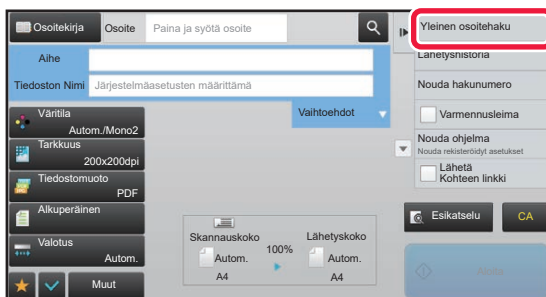 Osoitekirja
Osoite
Paina ja syötä osoite
Aihe
Tiedoston Nimi
Järjestelmäasetusten määrittämä
Väritila
Autom./Mono2
Tarkkuus
200x200dpi
Tiedostomuoto
PDF
Alkuperäinen
Valotus
Autom.
Muut
Vaihtoehdot
Skannauskoko
Autom.
A4
100%
Lähetyskoko
Autom.
A4
Yleinen osoitehaku
Lähetyshistoria
Nouda hakunumero
Varmennusleima
Nouda ohjelma
Nouda rekisteröidyt asetukset
Lähetä
Kohteen linkki
Esikatselu
CA
Aloita